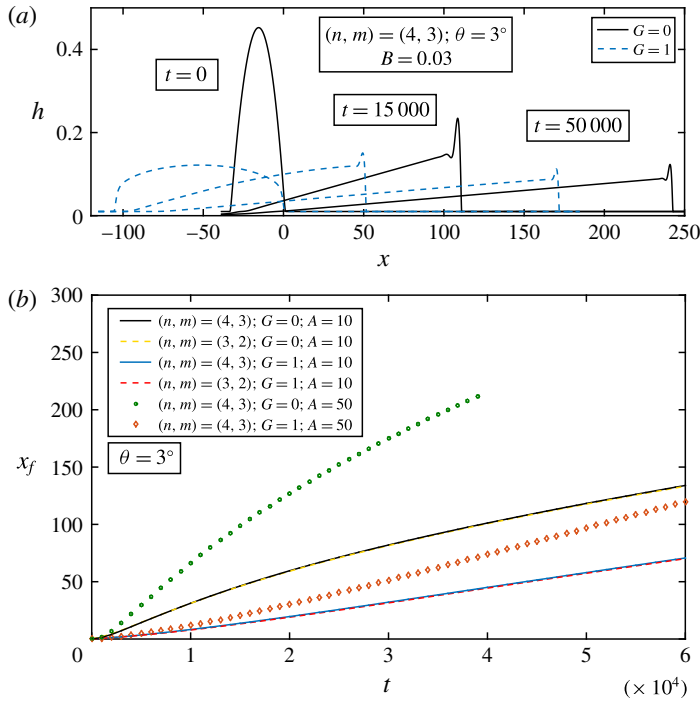 (a)
0.4
0.2
0
h
(n, m) = (4, 3); θ = 3°
B = 0.03
G = 0
G = 1
t = 0
t = 15 000
t = 50 000
−100 −50 0 50 100 150 200 250
x
(b)
300
250
200
150
100
50
0
x_f
(n, m) = (4, 3); G = 0; A = 10
(n, m) = (3, 2); G = 0; A = 10
(n, m) = (4, 3); G = 1; A = 10
(n, m) = (3, 2); G = 1; A = 10
(n, m) = (4, 3); G = 0; A = 50
(n, m) = (4, 3); G = 1; A = 50
θ = 3°
1 2 3 4 5 6
t
(× 10⁴)